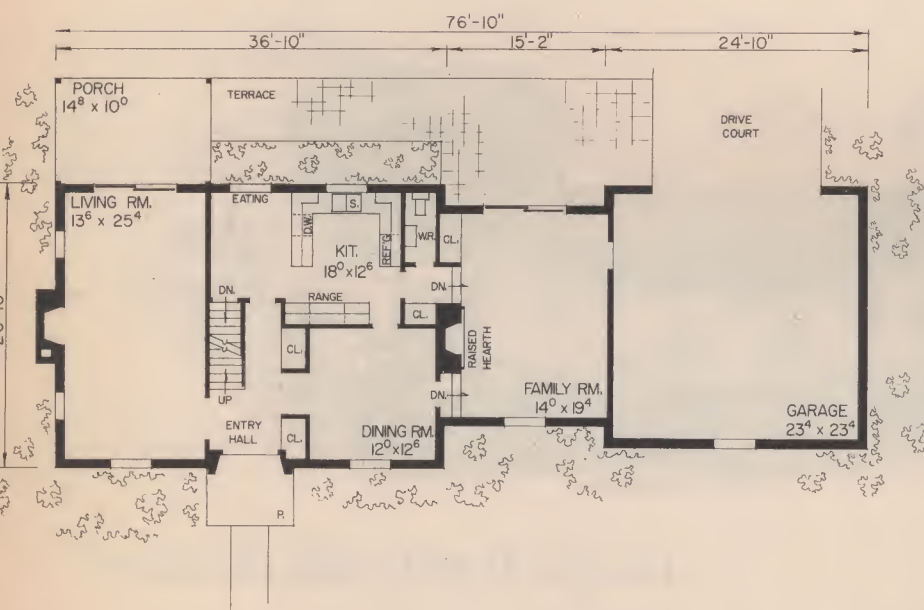 76'-10"
36'-10"
15'-2"
24'-10"
PORCH
14⁸ x 10⁰
TERRACE
DRIVE
COURT
LIVING RM.
13⁶ x 25⁴
EATING
D.W.
S.
REF'G
KIT.
18⁰ x 12⁶
W.R.
CL.
DN.
DN.
RANGE
CL.
CL.
RAISED
HEARTH
UP
DN.
ENTRY
HALL
CL.
DINING RM.
12⁰ x 12⁶
FAMILY RM.
14⁰ x 19⁴
GARAGE
23⁴ x 23⁴
P.